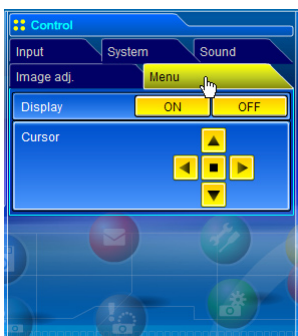 Control
Input System Sound
Image adj. Menu
Display ON OFF
Cursor